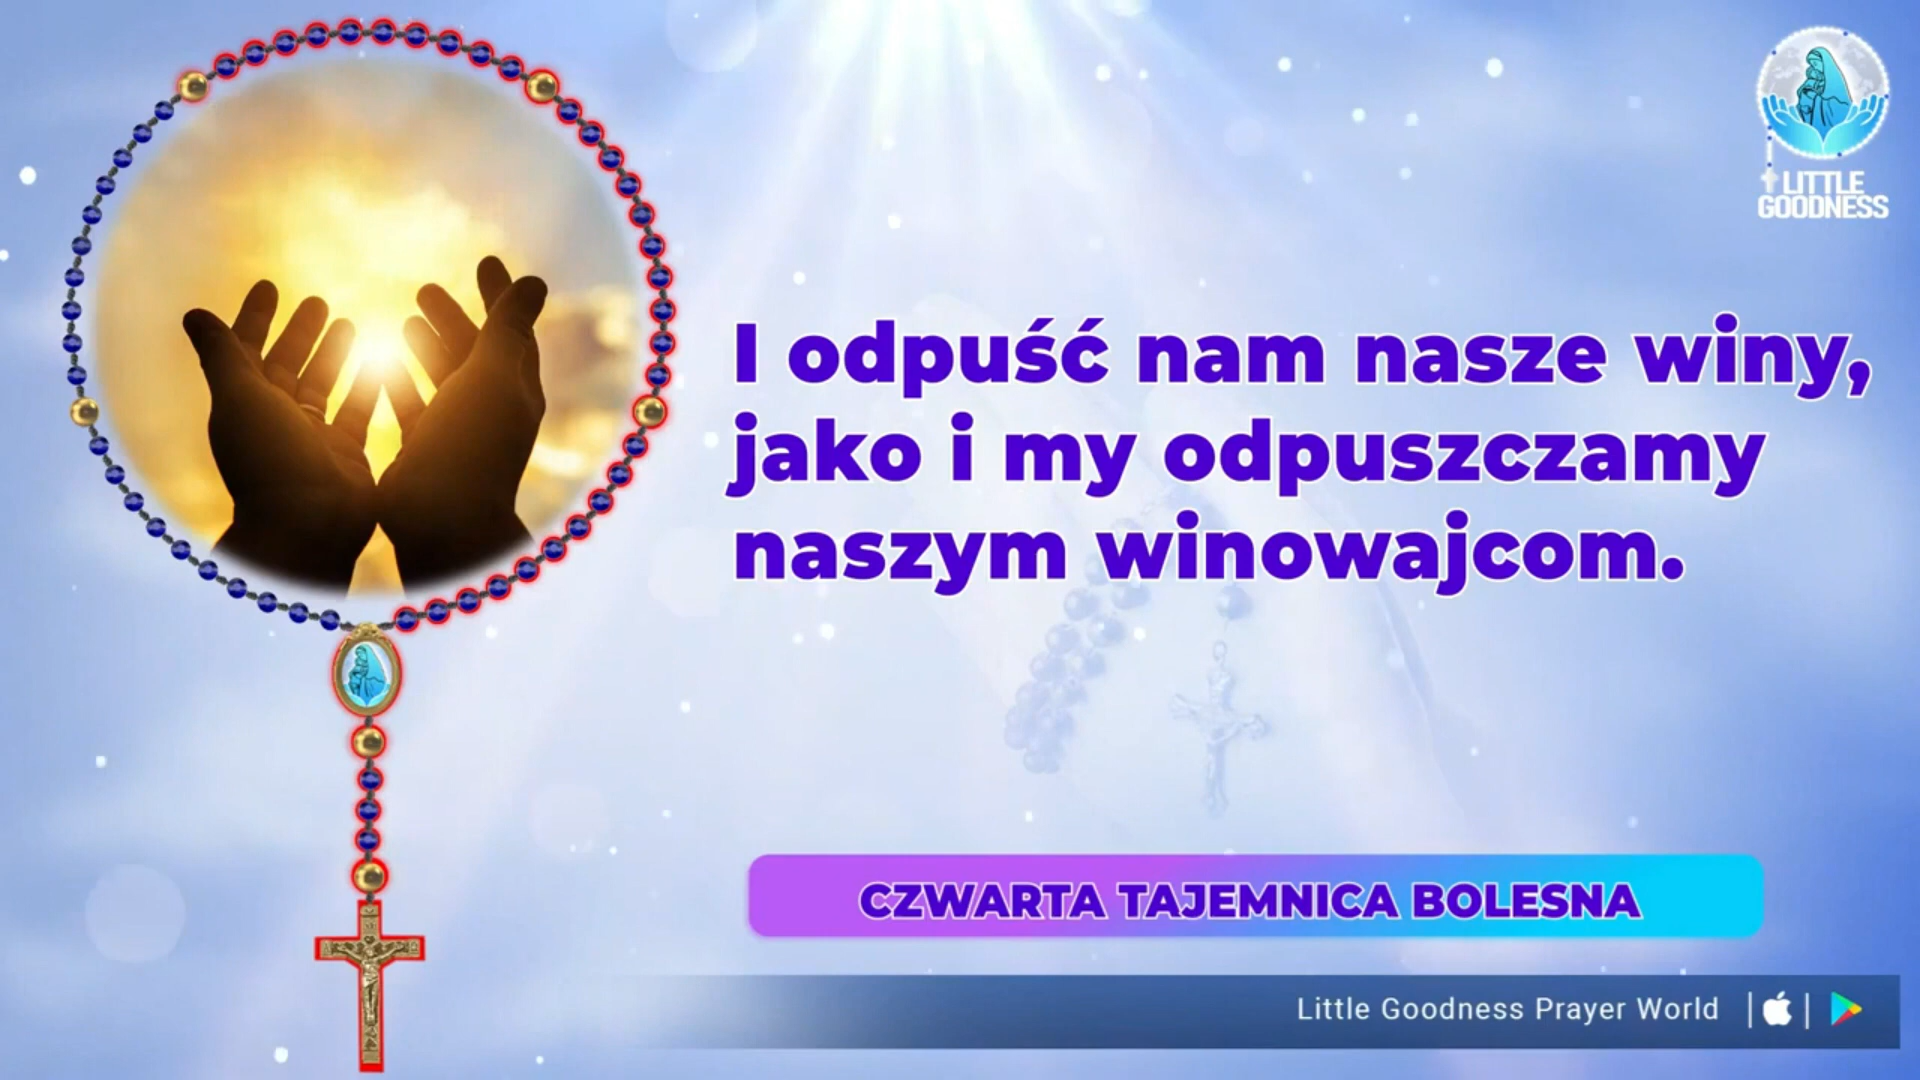 LITTLE
GOODNESS
I odpuść nam nasze winy,
jako i my odpuszczamy
naszym winowajcom.
CZWARTA TAJEMNICA BOLESNA
Little Goodness Prayer World